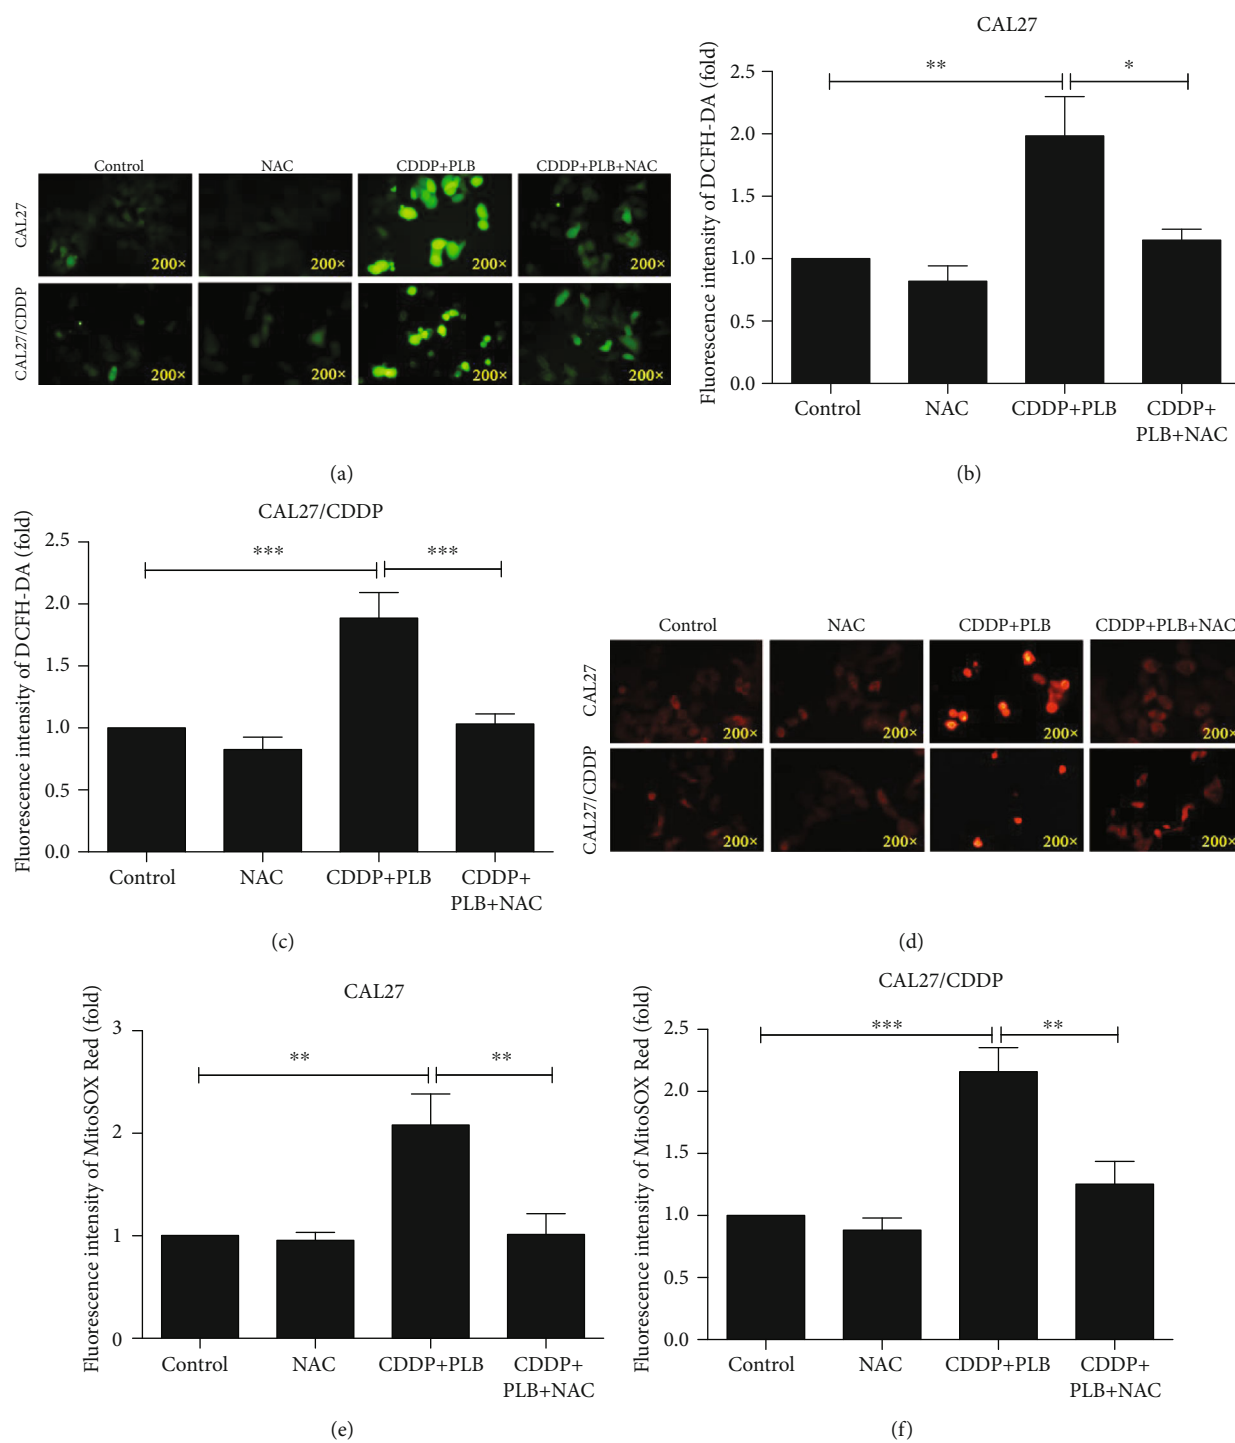 Control NAC CDDP+PLB CDDP+PLB+NAC
CAL27
200× 200× 200× 200×
CAL27/CDDP
200× 200× 200× 200×
(a)
CAL27
Fluorescence intensity of DCFH-DA (fold)
2.5
2.0
1.5
1.0
0.5
0.0
** *
Control NAC CDDP+PLB CDDP+
PLB+NAC
(b)
CAL27/CDDP
Fluorescence intensity of DCFH-DA (fold)
2.5
2.0
1.5
1.0
0.5
0.0
*** ***
Control NAC CDDP+PLB CDDP+
PLB+NAC
(c)
Control NAC CDDP+PLB CDDP+PLB+NAC
CAL27
200× 200× 200× 200×
CAL27/CDDP
200× 200× 200× 200×
(d)
CAL27
Fluorescence intensity of MitoSOX Red (fold)
3
2
1
0
** **
Control NAC CDDP+PLB CDDP+
PLB+NAC
(e)
CAL27/CDDP
Fluorescence intensity of MitoSOX Red (fold)
2.5
2.0
1.5
1.0
0.5
0.0
*** **
Control NAC CDDP+PLB CDDP+
PLB+NAC
(f)